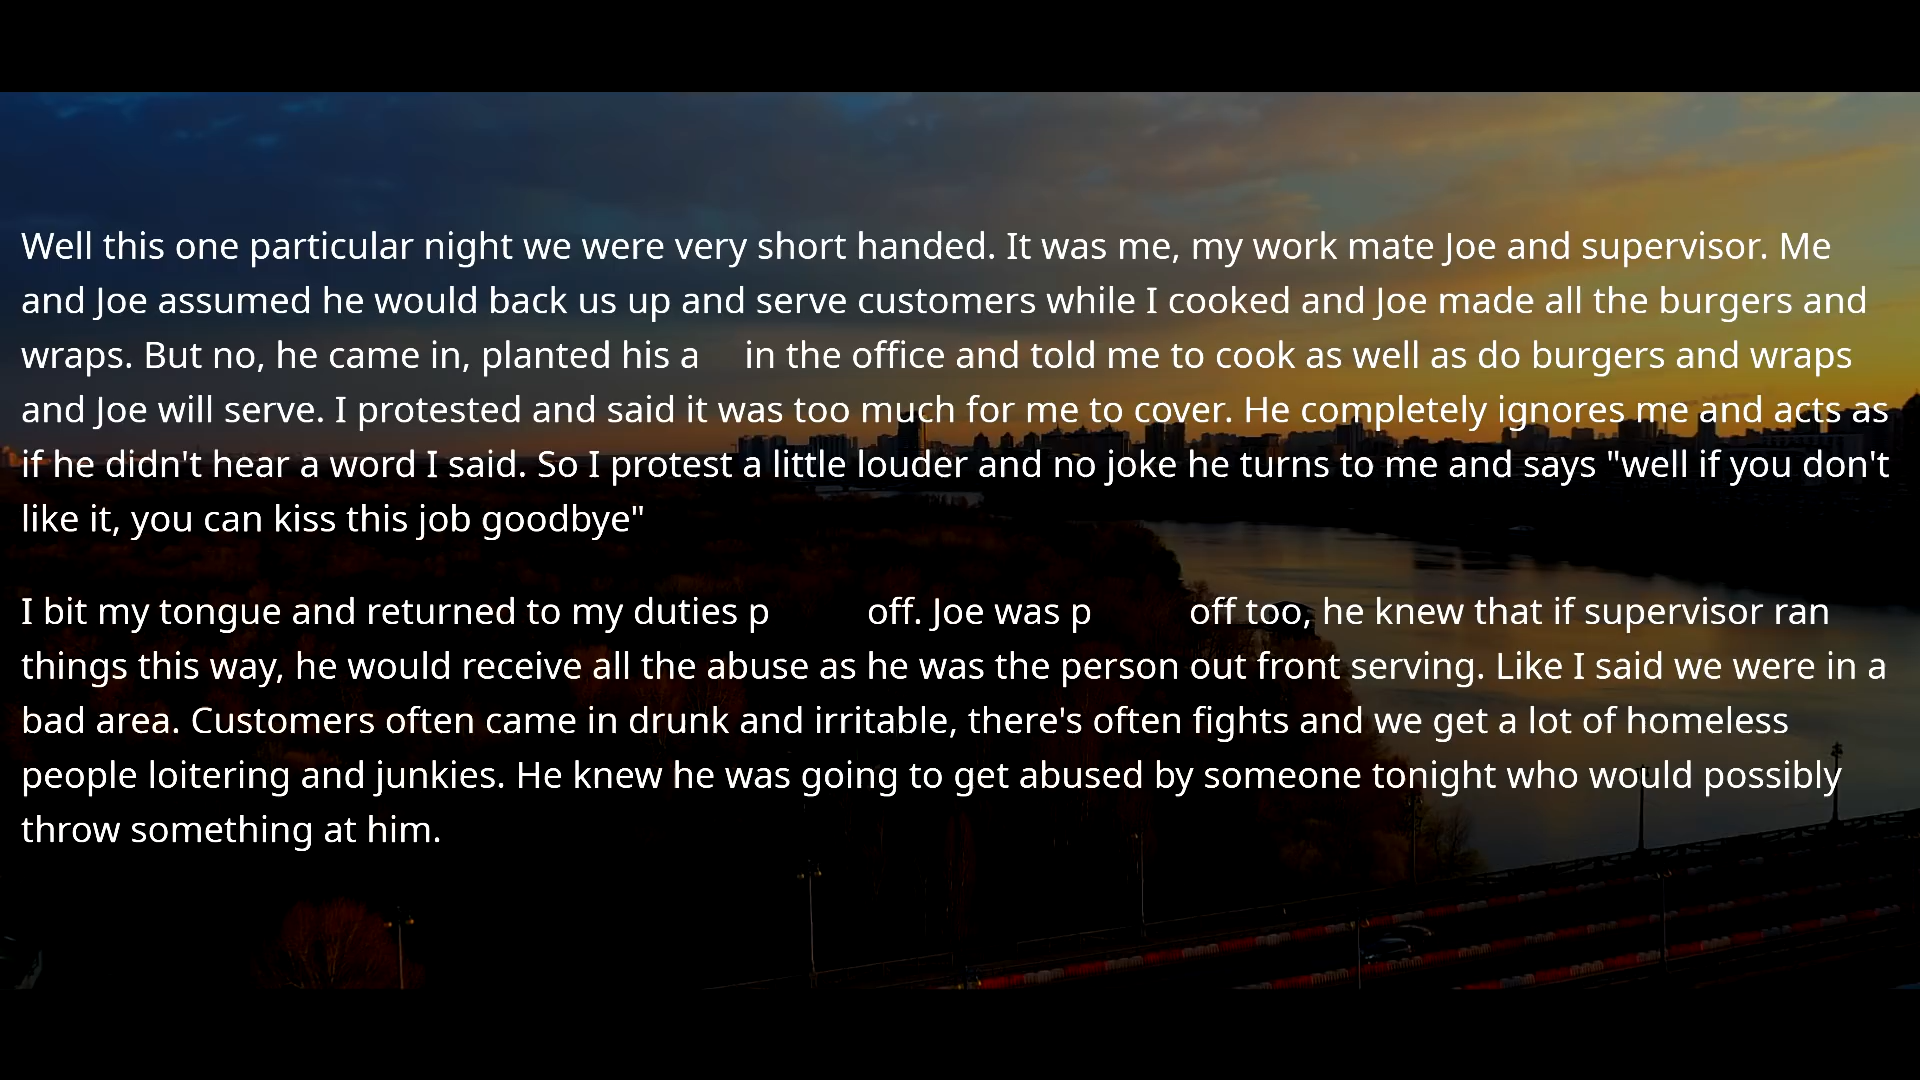 Well this one particular night we were very short handed. It was me, my work mate Joe and supervisor. Me
and Joe assumed he would back us up and serve customers while I cooked and Joe made all the burgers and
wraps. But no, he came in, planted his a in the office and told me to cook as well as do burgers and wraps
and Joe will serve. I protested and said it was too much for me to cover. He completely ignores me and acts as
if he didn't hear a word I said. So I protest a little louder and no joke he turns to me and says "well if you don't
like it, you can kiss this job goodbye"
I bit my tongue and returned to my duties p off. Joe was p off too, he knew that if supervisor ran
things this way, he would receive all the abuse as he was the person out front serving. Like I said we were in a
bad area. Customers often came in drunk and irritable, there's often fights and we get a lot of homeless
people loitering and junkies. He knew he was going to get abused by someone tonight who would possibly
throw something at him.